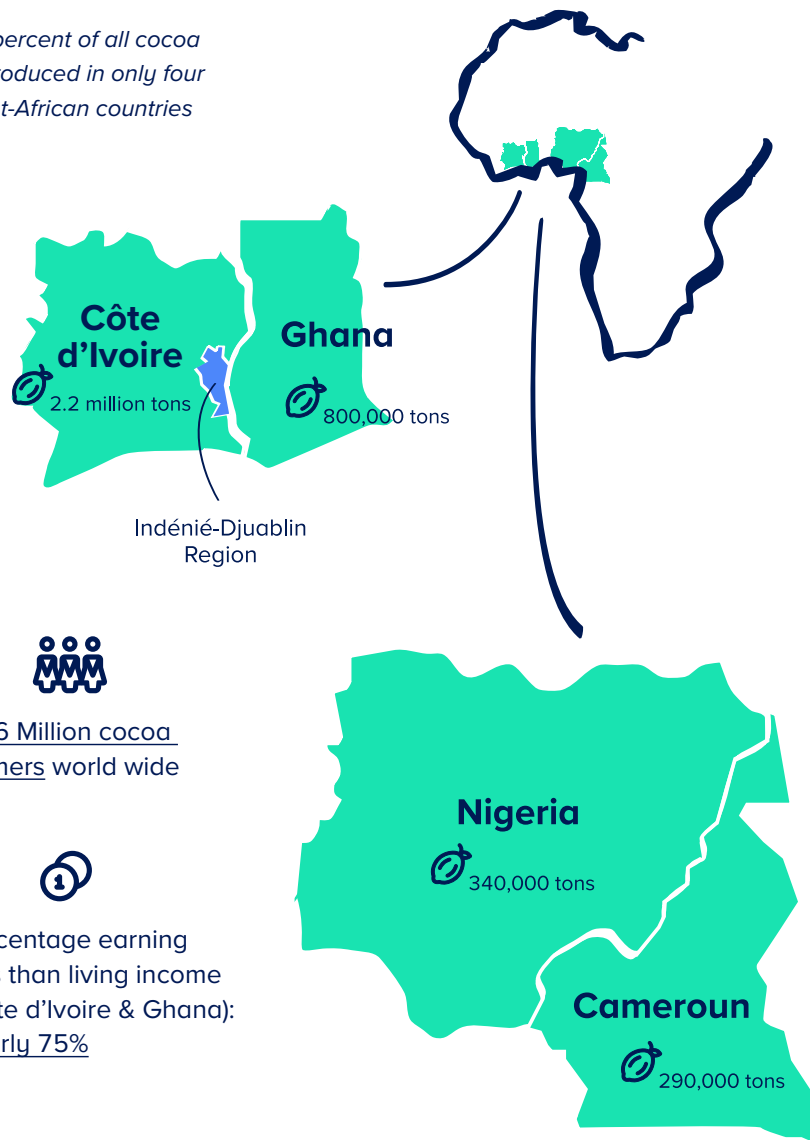 percent of all cocoa
roduced in only four
t-African countries
Côte
d’Ivoire
2.2 million tons
Ghana
800,000 tons
Indénié-Djuablin
Region
6 Million cocoa
ners world wide
Nigeria
340,000 tons
1
centage earning
than living income
te d’Ivoire & Ghana):
rly 75%
Cameroun
290,000 tons